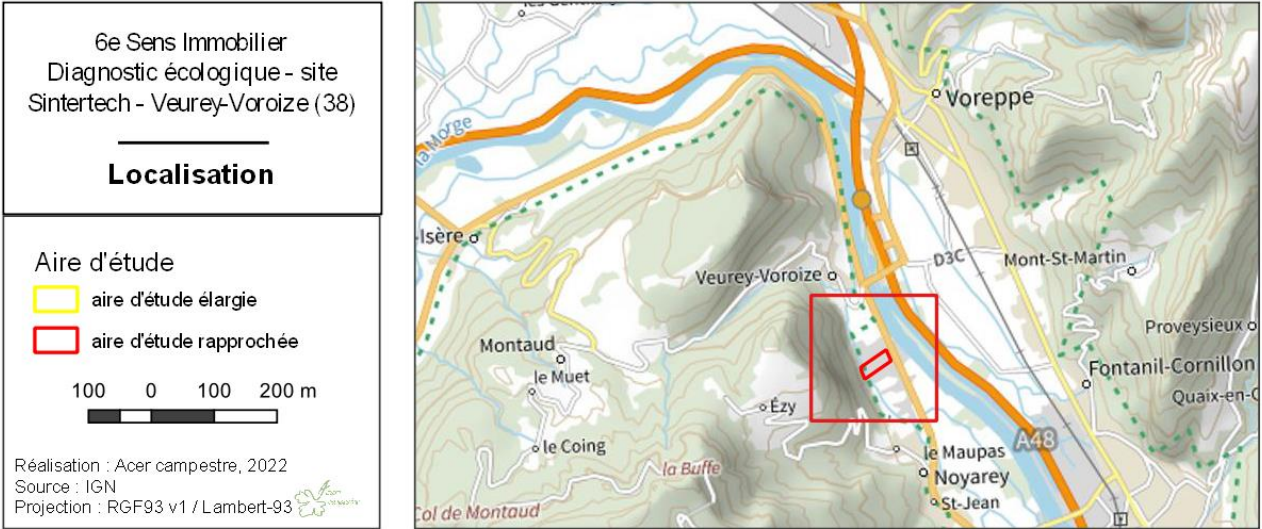 6e Sens Immobilier
Diagnostic écologique - site
Sintertech - Veurey-Voroize (38)
Localisation
Aire d'étude
aire d'étude élargie
aire d'étude rapprochée
100 0 100 200 m
Réalisation : Acer campestre, 2022
Source : IGN
Projection : RGF93 v1 / Lambert-93
la Morge
Voreppe
-Isère
Veurey-Voroize
D3C
Mont-St-Martin
Proveysieux
Montaud
le Muet
Fontanil-Cornillon
Quaix-en-C
Ézy
le Coing
A48
le Maupas
la Buffe
Noyarey
St-Jean
Col de Montaud